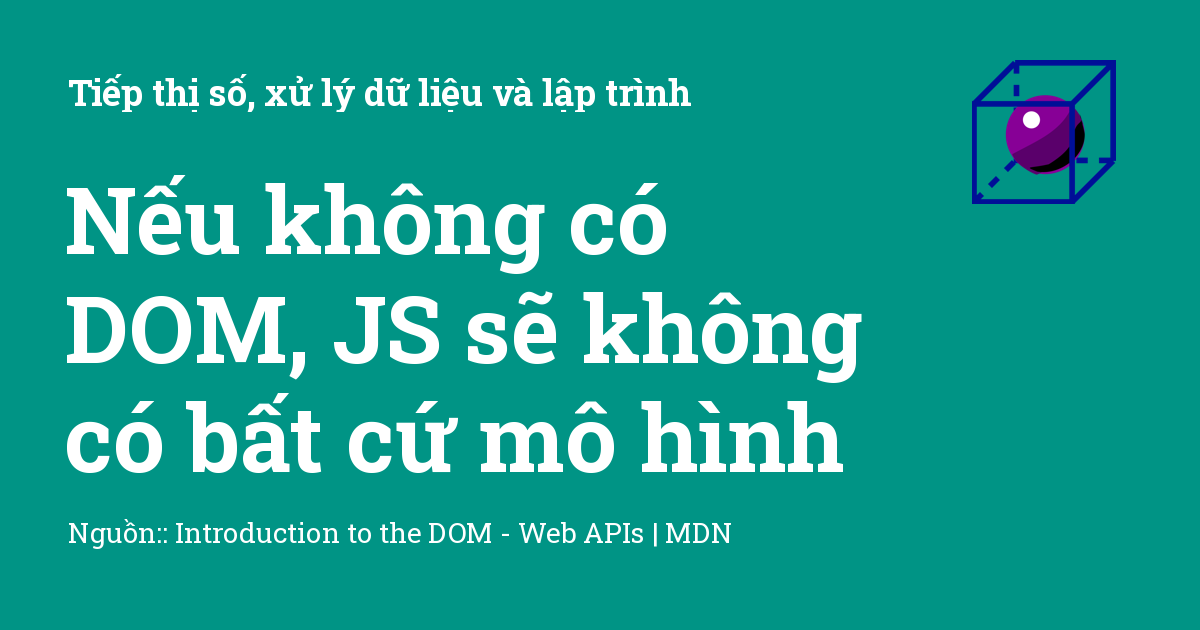 Tiếp thị số, xử lý dữ liệu và lập trình
Nếu không có
DOM, JS sẽ không
có bất cứ mô hình
Nguồn:: Introduction to the DOM - Web APIs | MDN